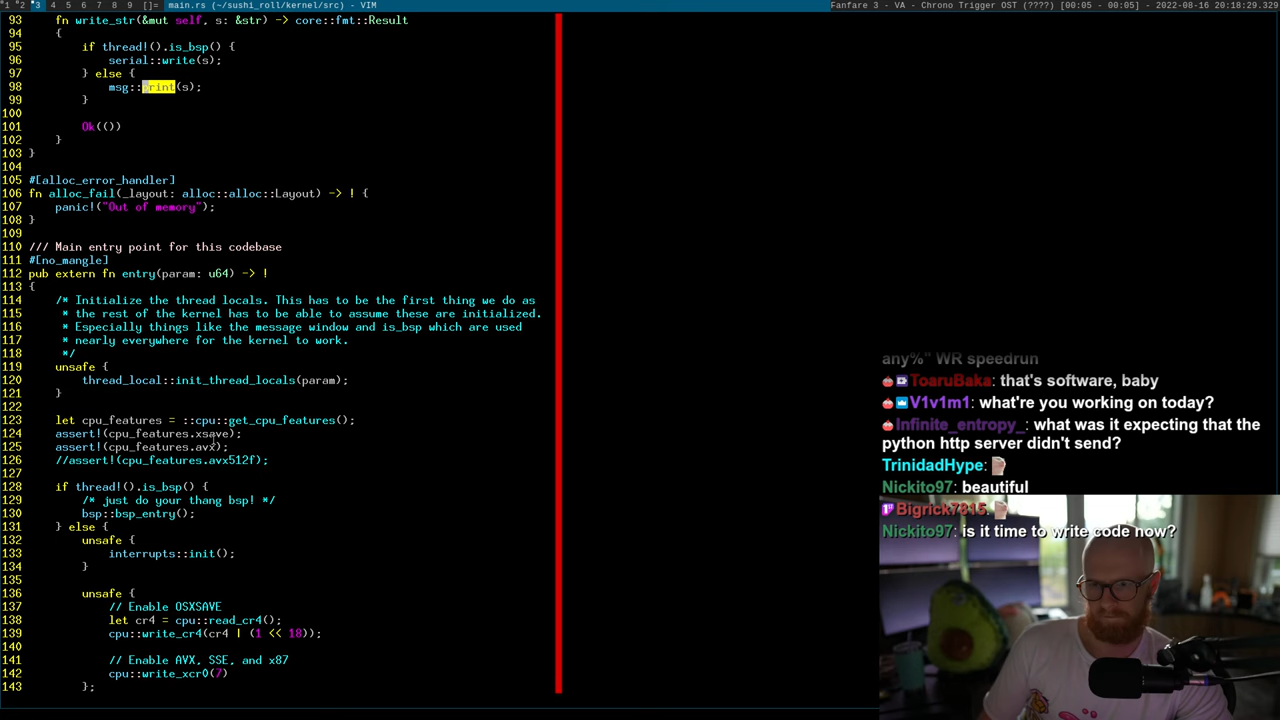 1 2 3 4 5 6 7 8 9 []= main.rs (~/sushi_roll/kernel/src) - VIM
Fanfare 3 - VA - Chrono Trigger OST (????) [00:05 - 00:05] | 2022-08-16 20:18:29.329
93 fn write_str(&mut self, s: &str) -> core::fmt::Result
94 {
95 if thread!().is_bsp() {
96 serial::write(s);
97 } else {
98 msg::print(s);
99 }
100
101 Ok(())
102 }
103 }
104
105 #[alloc_error_handler]
106 fn alloc_fail(_layout: alloc::alloc::Layout) -> ! {
107 panic!("Out of memory");
108 }
109
110 /// Main entry point for this codebase
111 #[no_mangle]
112 pub extern fn entry(param: u64) -> !
113 {
114 /* Initialize the thread locals. This has to be the first thing we do as
115 * the rest of the kernel has to be able to assume these are initialized.
116 * Especially things like the message window and is_bsp which are used
117 * nearly everywhere for the kernel to work.
118 */
119 unsafe {
120 thread_local::init_thread_locals(param);
121 }
122
123 let cpu_features = ::cpu::get_cpu_features();
124 assert!(cpu_features.xsave);
125 assert!(cpu_features.avx);
126 //assert!(cpu_features.avx512f);
127
128 if thread!().is_bsp() {
129 /* just do your thang bsp! */
130 bsp::bsp_entry();
131 } else {
132 unsafe {
133 interrupts::init();
134 }
135
136 unsafe {
137 // Enable OSXSAVE
138 let cr4 = cpu::read_cr4();
139 cpu::write_cr4(cr4 | (1 << 18));
140
141 // Enable AVX, SSE, and x87
142 cpu::write_xcr0(7)
143 };
any%" WR speedrun
ToaruBaka: that's software, baby
V1v1m1: what're you working on today?
Infinite_entropy_: what was it expecting that the
python http server didn't send?
TrinidadHype:
Nickito97: beautiful
Bigrick7315:
Nickito97: is it time to write code now?